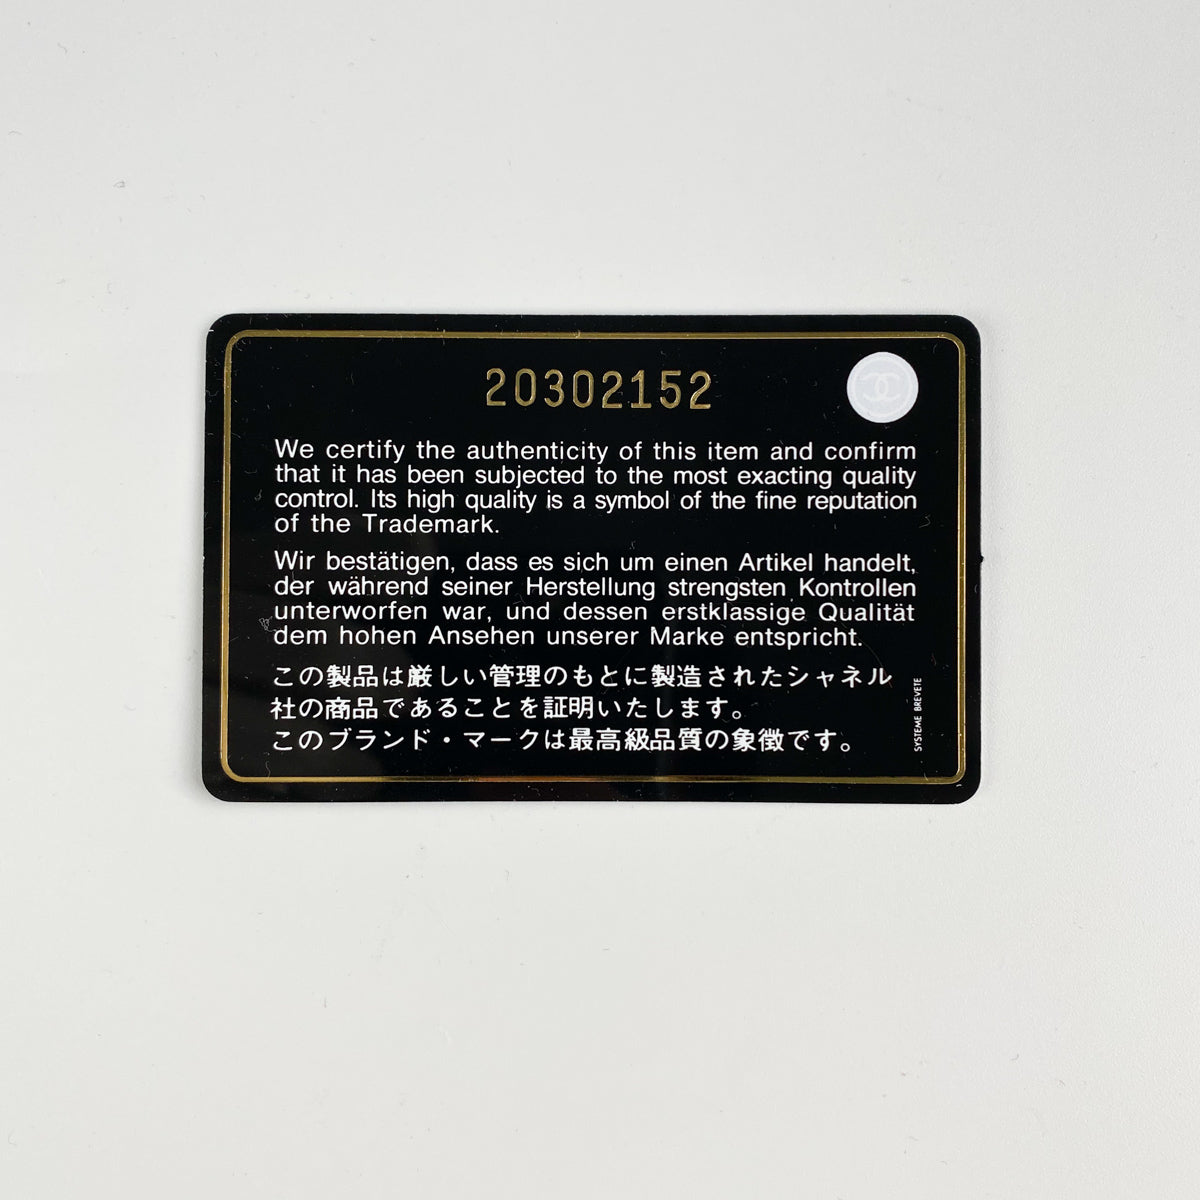 20302152
We certify the authenticity of this item and confirm
that it has been subjected to the most exacting quality
control. Its high quality is a symbol of the fine reputation
of the Trademark.
Wir bestätigen, dass es sich um einen Artikel handelt,
der während seiner Herstellung strengsten Kontrollen
unterworfen war, und dessen erstklassige Qualität
dem hohen Ansehen unserer Marke entspricht.
この製品は厳しい管理のもとに製造されたシャネル
社の商品であることを証明いたします。
このブランド・マークは最高級品質の象徴です。
SYSTEME BREVETE